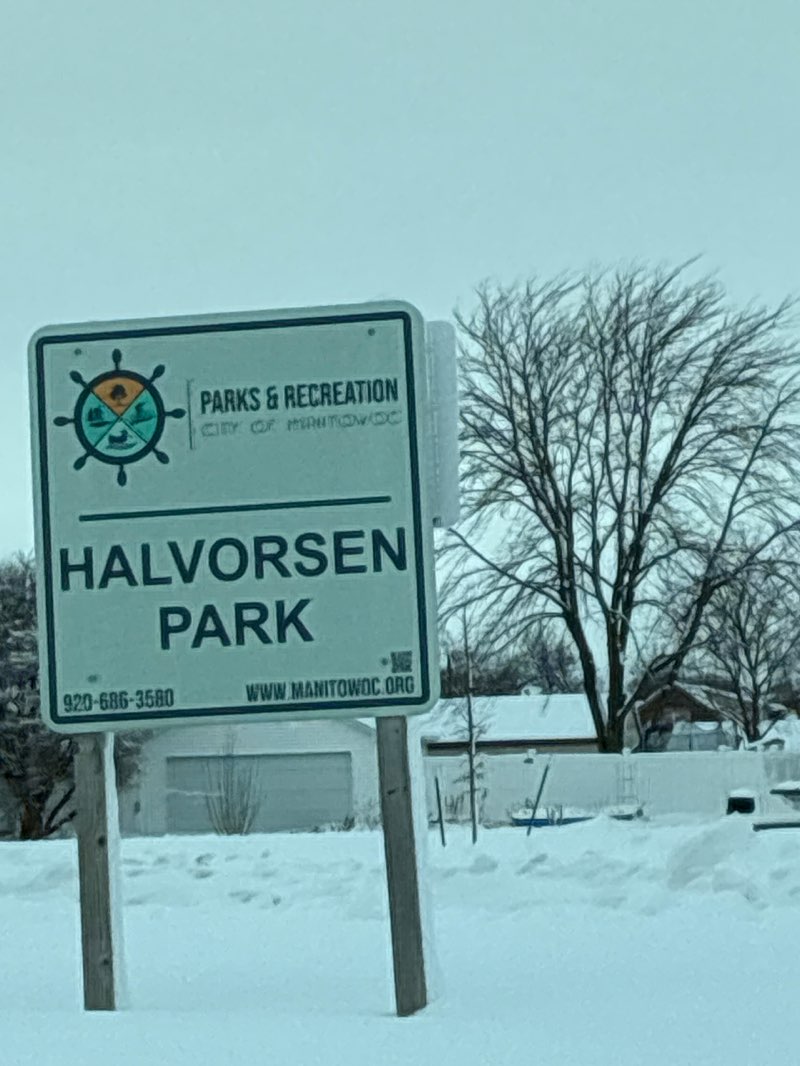 PARKS & RECREATION
CITY OF MANITOWOC
HALVORSEN
PARK
920-686-3580
WWW.MANITOWOC.ORG